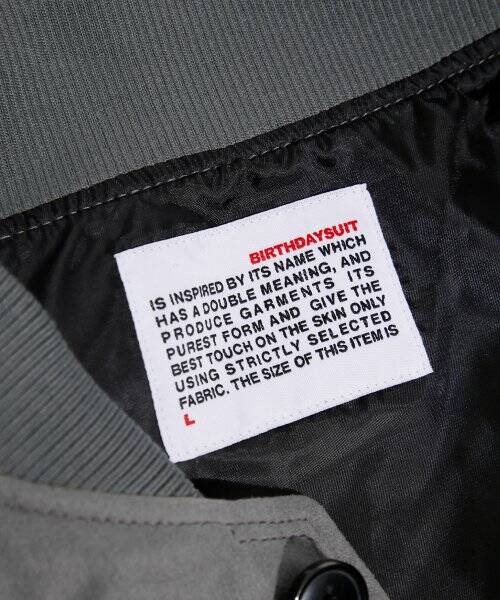 BIRTHDAYSUIT
IS INSPIRED BY ITS NAME WHICH
HAS A DOUBLE MEANING, AND
PRODUCE GARMENTS ITS
PUREST FORM AND GIVE THE
BEST TOUCH ON THE SKIN ONLY
USING STRICTLY SELECTED
FABRIC. THE SIZE OF THIS ITEM IS
L